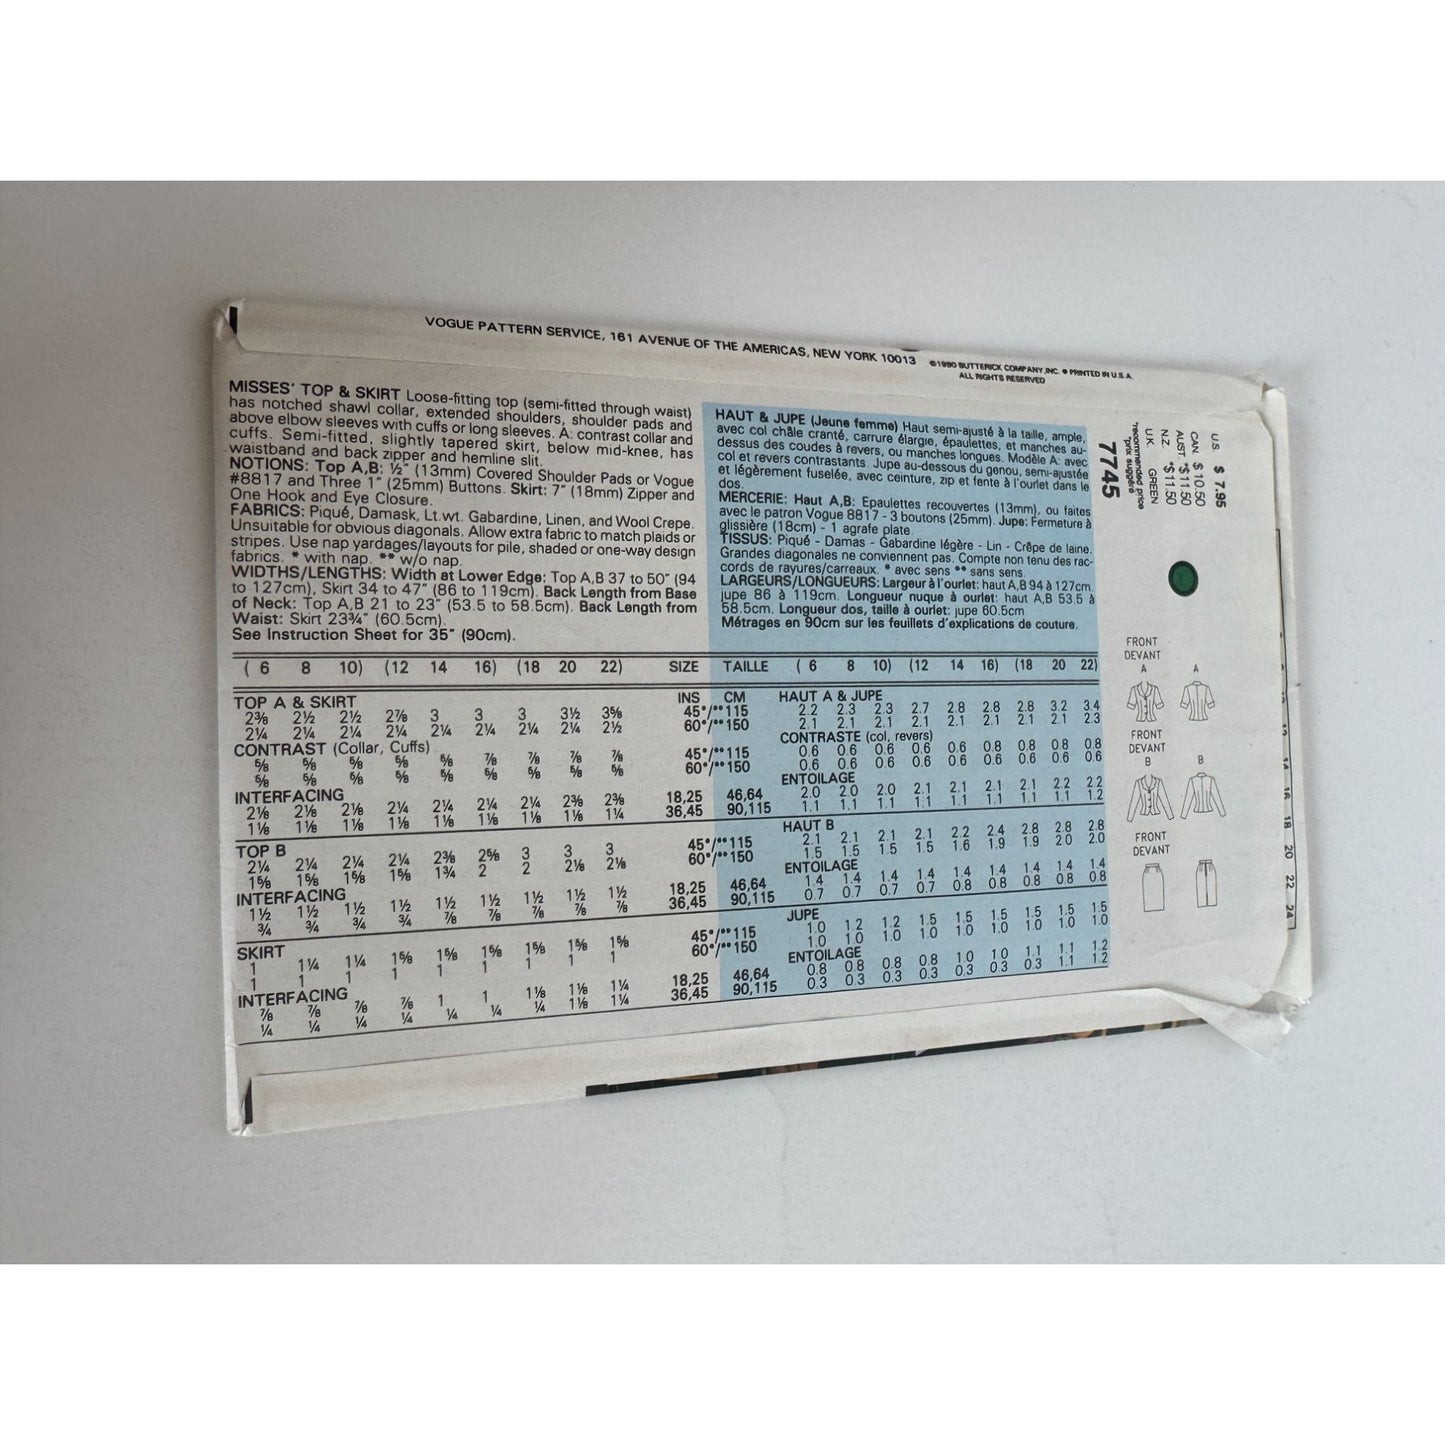 VOGUE PATTERN SERVICE, 161 AVENUE OF THE AMERICAS, NEW YORK 10013 ©1990 BUTTERICK COMPANY, INC. ● PRINTED IN U.S.A.
ALL RIGHTS RESERVED
MISSES' TOP & SKIRT Loose-fitting top (semi-fitted through waist)
has notched shawl collar, extended shoulders, shoulder pads and
above elbow sleeves with cuffs or long sleeves. A: contrast collar and
cuffs. Semi-fitted, slightly tapered skirt, below mid-knee, has
waistband and back zipper and hemline slit.
NOTIONS: Top A,B: ½" (13mm) Covered Shoulder Pads or Vogue
#8817 and Three 1" (25mm) Buttons. Skirt: 7" (18mm) Zipper and
One Hook and Eye Closure.
FABRICS: Piqué, Damask, Lt.wt. Gabardine, Linen, and Wool Crepe.
Unsuitable for obvious diagonals. Allow extra fabric to match plaids or
stripes. Use nap yardages/layouts for pile, shaded or one-way design
fabrics. * with nap. ** w/o nap.
WIDTHS/LENGTHS: Width at Lower Edge: Top A,B 37 to 50" (94
to 127cm), Skirt 34 to 47" (86 to 119cm). Back Length from Base
of Neck: Top A,B 21 to 23" (53.5 to 58.5cm). Back Length from
Waist: Skirt 23¾" (60.5cm).
See Instruction Sheet for 35" (90cm).
HAUT & JUPE (Jeune femme) Haut semi-ajusté à la taille, ample,
avec col châle cranté, carrure élargie, épaulettes, et manches au-
dessus des coudes à revers, ou manches longues. Modèle A: avec
col et revers contrastants. Jupe au-dessous du genou, semi-ajustée
et légèrement fuselée, avec ceinture, zip et fente à l'ourlet dans le
dos.
MERCERIE: Haut A,B: Epaulettes recouvertes (13mm), ou faites
avec le patron Vogue 8817 - 3 boutons (25mm). Jupe: Fermeture à
glissière (18cm) - 1 agrafe plate.
TISSUS: Piqué - Damas - Gabardine légère - Lin - Crêpe de laine.
Grandes diagonales ne conviennent pas. Compte non tenu des rac-
cords de rayures/carreaux. * avec sens ** sans sens.
LARGEURS/LONGUEURS: Largeur à l'ourlet: haut A,B 94 à 127cm,
jupe 86 à 119cm. Longueur nuque à ourlet: haut A,B 53.5 à
58.5cm. Longueur dos, taille à ourlet: jupe 60.5cm.
Métrages en 90cm sur les feuillets d'explications de couture.
( 6 8 10) (12 14 16) (18 20 22) SIZE TAILLE ( 6 8 10) (12 14 16) (18 20 22)
TOP A & SKIRT INS CM HAUT A & JUPE
2⅜ 2½ 2½ 2⅞ 3 3 3 3½ 3⅝ 45*/**115 2.2 2.3 2.3 2.7 2.8 2.8 2.8 3.2 3.4
2¼ 2¼ 2¼ 2¼ 2¼ 2¼ 2¼ 2¼ 2½ 60*/**150 2.1 2.1 2.1 2.1 2.1 2.1 2.1 2.1 2.3
CONTRAST (Collar, Cuffs) CONTRASTE (col, revers)
⅝ ⅝ ⅝ ⅝ ⅝ ⅞ ⅞ ⅞ ⅞ 45*/**115 0.6 0.6 0.6 0.6 0.6 0.8 0.8 0.8 0.8
⅝ ⅝ ⅝ ⅝ ⅝ ⅝ ⅝ ⅝ ⅝ 60*/**150 0.6 0.6 0.6 0.6 0.6 0.6 0.6 0.6 0.6
INTERFACING ENTOILAGE
2⅛ 2⅛ 2⅛ 2¼ 2¼ 2¼ 2¼ 2⅜ 2⅜ 18,25 46,64 2.0 2.0 2.0 2.1 2.1 2.1 2.1 2.2 2.2
1⅛ 1⅛ 1⅛ 1⅛ 1⅛ 1⅛ 1⅛ 1⅛ 1¼ 36,45 90,115 1.1 1.1 1.1 1.1 1.1 1.1 1.1 1.1 1.2
TOP B HAUT B
2¼ 2¼ 2¼ 2¼ 2⅜ 2⅝ 3 3 3 45*/**115 2.1 2.1 2.1 2.1 2.2 2.4 2.8 2.8 2.8
1⅝ 1⅝ 1⅝ 1⅝ 1¾ 2 2 2⅛ 2⅛ 60*/**150 1.5 1.5 1.5 1.5 1.6 1.9 1.9 2.0 2.0
INTERFACING ENTOILAGE
1½ 1½ 1½ 1½ 1½ 1½ 1½ 1½ 1½ 18,25 46,64 1.4 1.4 1.4 1.4 1.4 1.4 1.4 1.4 1.4
¾ ¾ ¾ ¾ ⅞ ⅞ ⅞ ⅞ ⅞ 36,45 90,115 0.7 0.7 0.7 0.7 0.8 0.8 0.8 0.8 0.8
SKIRT JUPE
1 1¼ 1¼ 1⅝ 1⅝ 1⅝ 1⅝ 1⅝ 1⅝ 45*/**115 1.0 1.2 1.2 1.5 1.5 1.5 1.5 1.5 1.5
1 1 1 1 1 1 1 1 1 60*/**150 1.0 1.0 1.0 1.0 1.0 1.0 1.0 1.0 1.0
INTERFACING ENTOILAGE
⅞ ⅞ ⅞ ⅞ 1 1 1⅛ 1⅛ 1¼ 18,25 46,64 0.8 0.8 0.8 0.8 1.0 1.0 1.1 1.1 1.2
¼ ¼ ¼ ¼ ¼ ¼ ¼ 1⅛ 1¼ 36,45 90,115 0.3 0.3 0.3 0.3 0.3 0.3 0.3 1.1 1.2
U.S. $ 7.95
CAN. $ 10.50
AUST. *$ 11.50
N.Z. *$ 11.50
U.K. GREEN
*recommended price
*prix suggéré
7745
FRONT
DEVANT
A A
FRONT
DEVANT
B B
FRONT
DEVANT
14 16 18 20 22 24